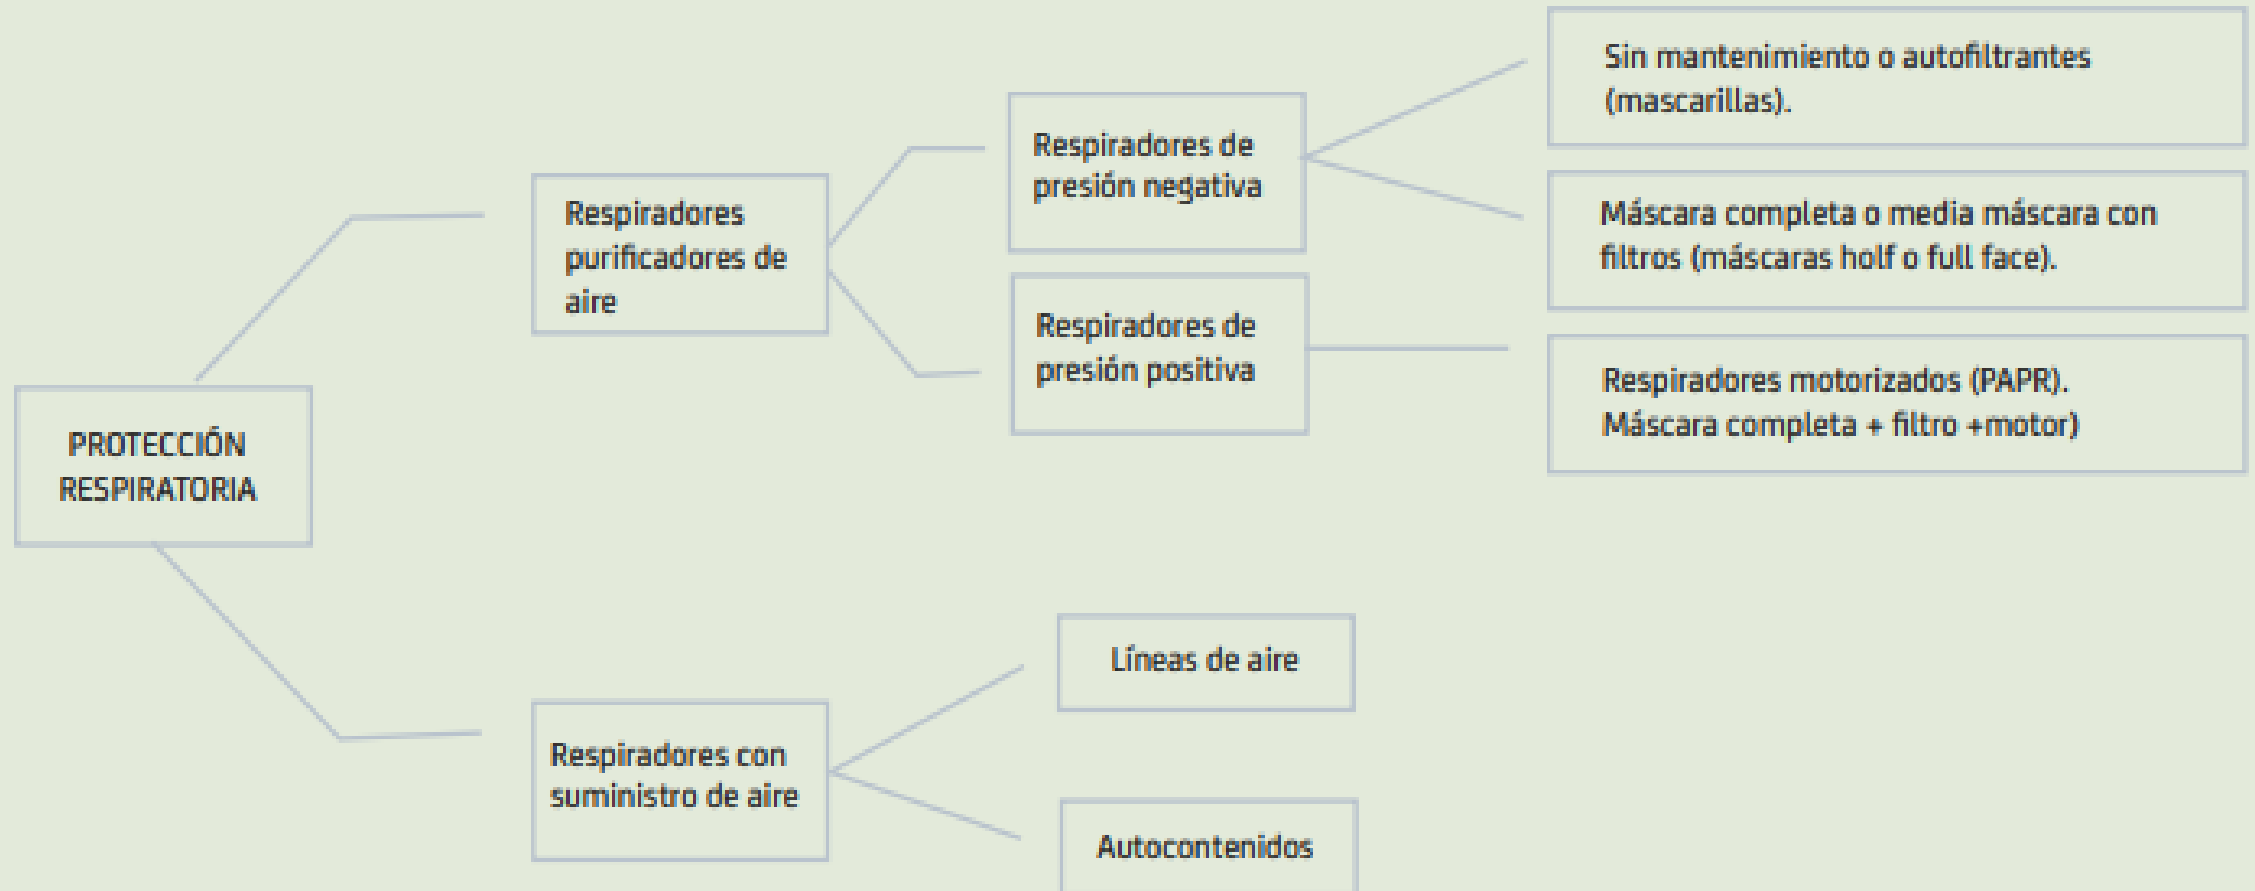 Sin mantenimiento o autofiltrantes
(mascarillas).
Respiradores de
presión negativa
Respiradores
purificadores de
aire
Máscara completa o media máscara con
filtros (máscaras holf o full face).
Respiradores de
presión positiva
Respiradores motorizados (PAPR).
Máscara completa + filtro +motor)
PROTECCIÓN
RESPIRATORIA
Líneas de aire
Respiradores con
suministro de aire
Autocontenidos